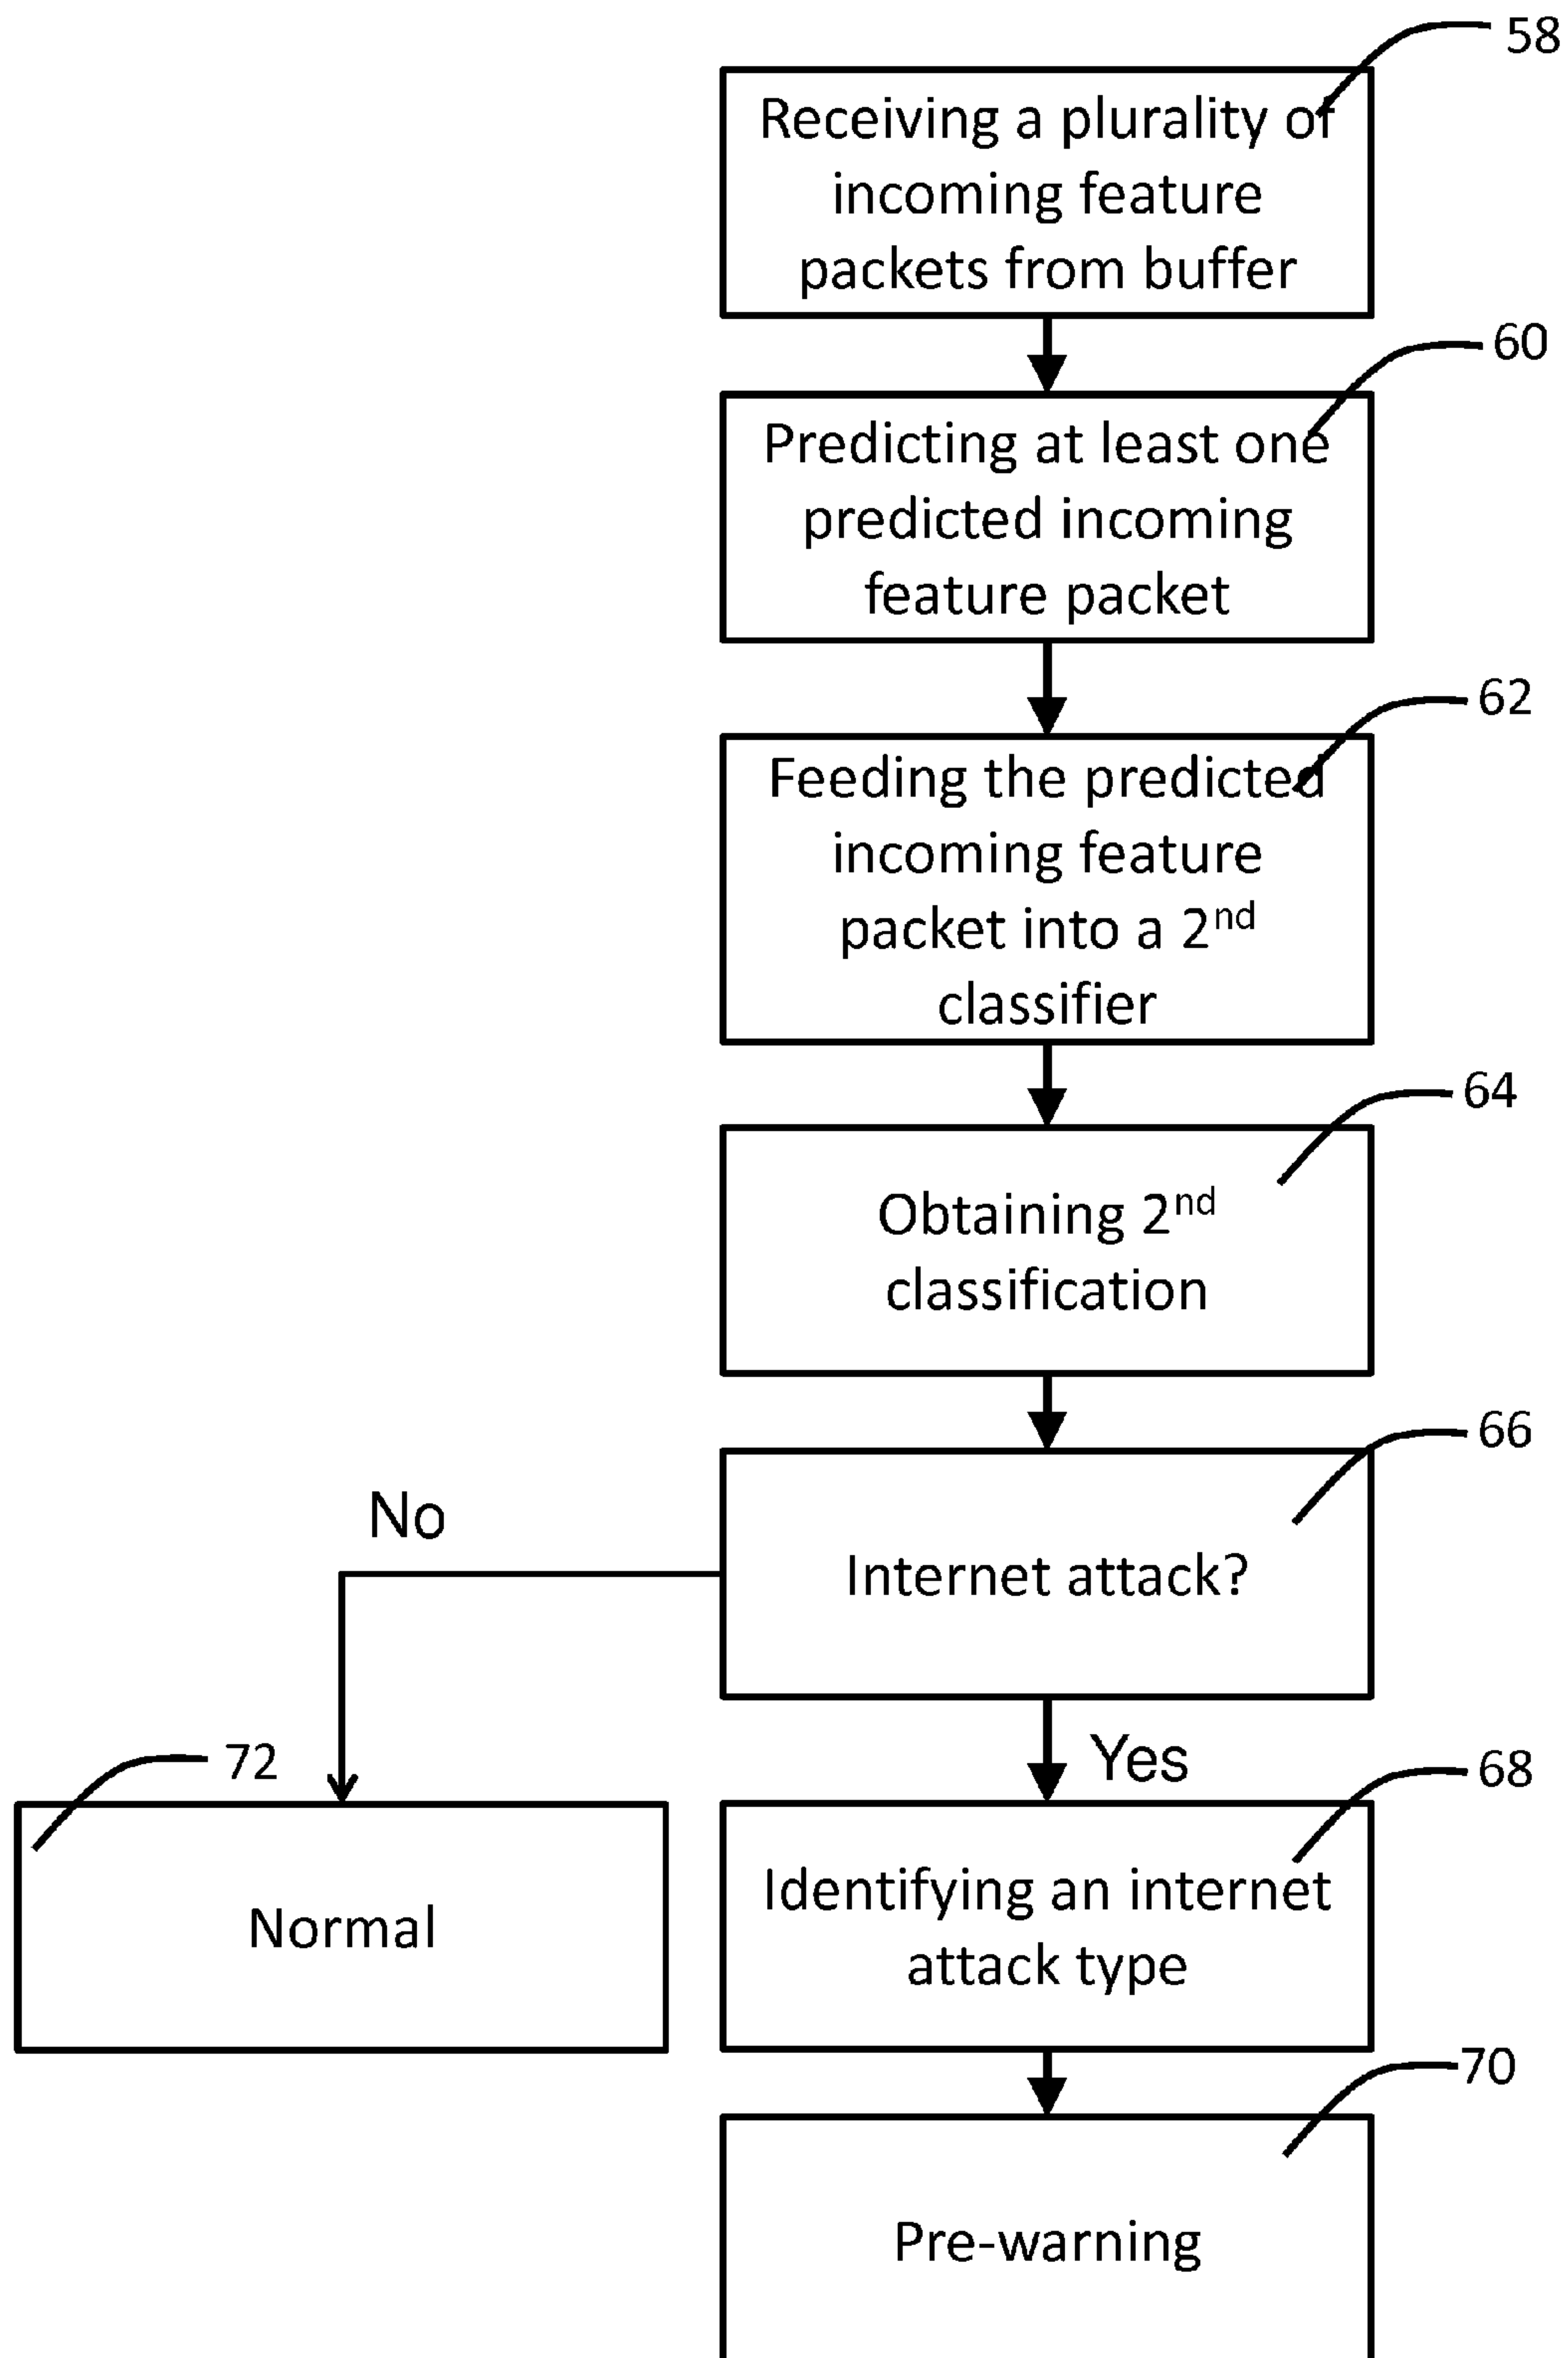 58
Receiving a plurality of
incoming feature
packets from buffer
60
Predicting at least one
predicted incoming
feature packet
62
Feeding the predicted
incoming feature
packet into a 2nd
classifier
64
Obtaining 2nd
classification
66
Internet attack?
No
Yes
72
Normal
68
Identifying an internet
attack type
70
Pre-warning